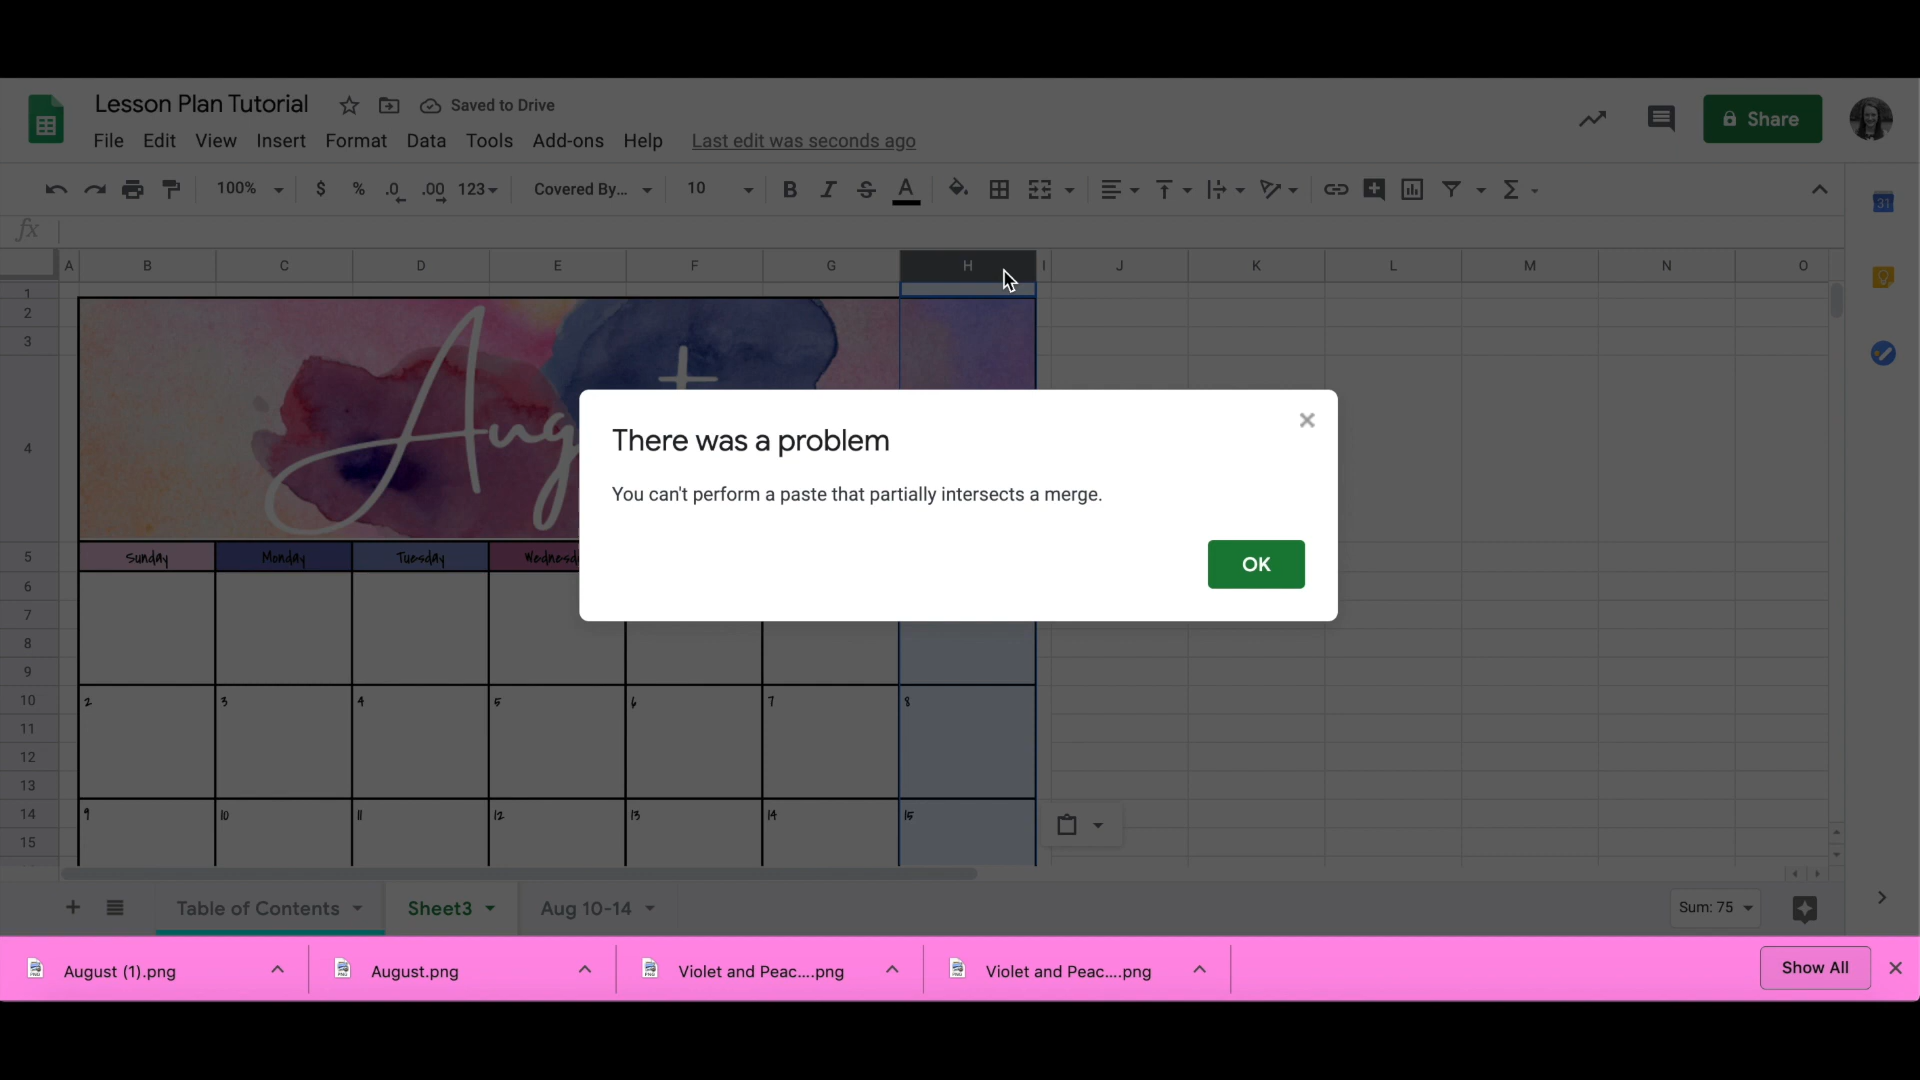 Lesson Plan Tutorial
Saved to Drive
File Edit View Insert Format Data Tools Add-ons Help Last edit was seconds ago
Share
100% $ % .0 .00 123 Covered By... 10 B I S A
fx
A B C D E F G H I J K L M N O
1
2
3
4
Aug t
There was a problem
You can't perform a paste that partially intersects a merge.
OK
5 Sunday Monday Tuesday Wednesd
6
7
8
9
10 2 3 4 5 6 7 8
11
12
13
14 9 10 11 12 13 14 15
15
Table of Contents Sheet3 Aug 10-14 Sum: 75
31
August (1).png August.png Violet and Peac....png Violet and Peac....png Show All